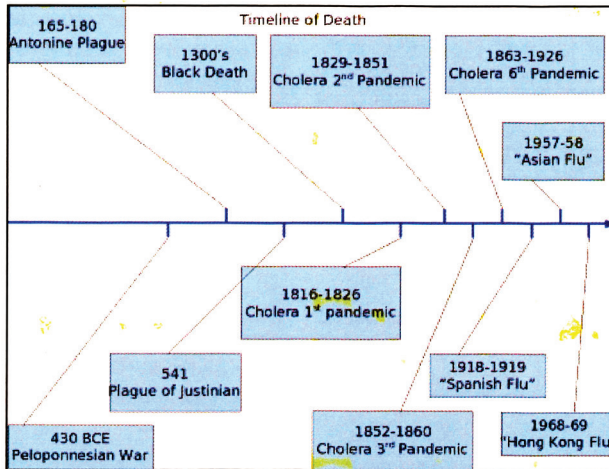 Timeline of Death
165-180
Antonine Plague
1300's
Black Death
1829-1851
Cholera 2nd Pandemic
1863-1926
Cholera 6th Pandemic
1957-58
“Asian Flu”
1816-1826
Cholera 1st pandemic
541
Plague of Justinian
1918-1919
“Spanish Flu”
430 BCE
Peloponnesian War
1852-1860
Cholera 3rd Pandemic
1968-69
"Hong Kong Flu